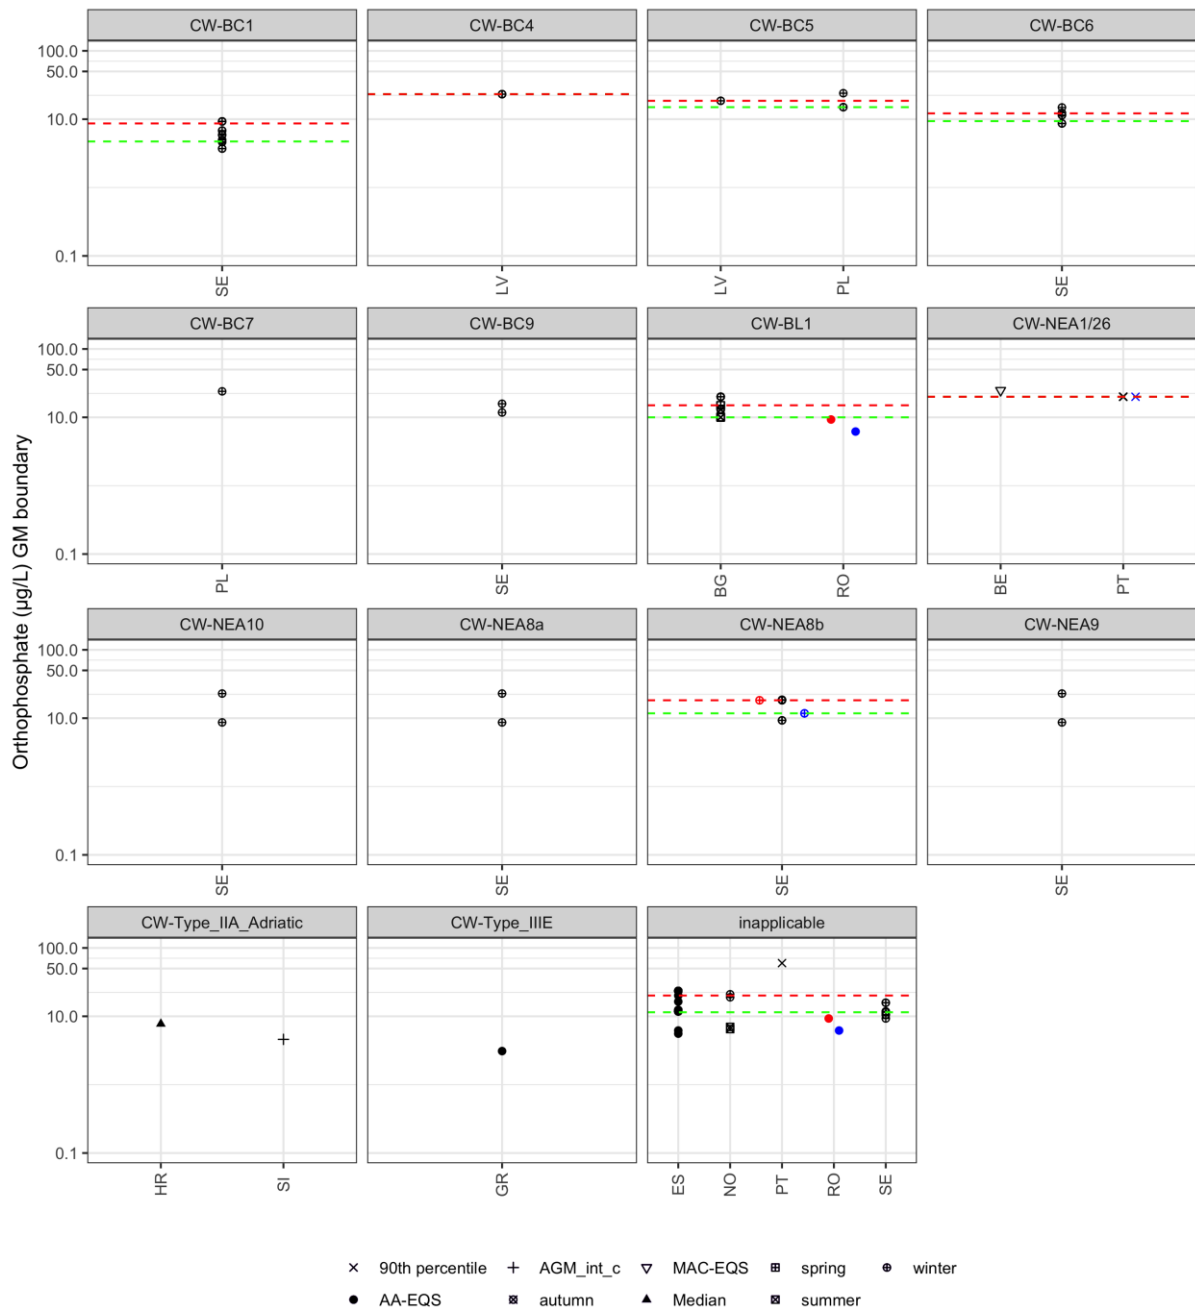 CW-BC1 CW-BC4 CW-BC5 CW-BC6
100.0
50.0
10.0
0.1
SE LV LV PL SE
CW-BC7 CW-BC9 CW-BL1 CW-NEA1/26
100.0
50.0
10.0
0.1
PL SE BG RO BE PT
Orthophosphate (µg/L) GM boundary
CW-NEA10 CW-NEA8a CW-NEA8b CW-NEA9
100.0
50.0
10.0
0.1
SE SE SE SE
CW-Type_IIA_Adriatic CW-Type_IIIE inapplicable
100.0
50.0
10.0
0.1
HR SI GR ES NO PT RO SE
90th percentile AGM_int_c MAC-EQS spring winter
AA-EQS autumn Median summer